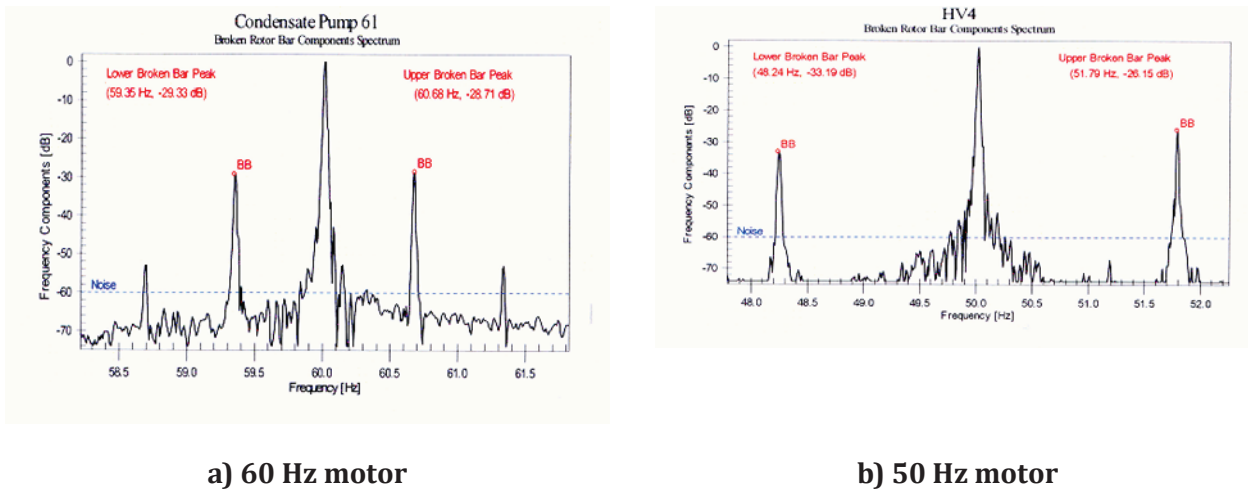 Condensate Pump 61
Broken Rotor Bar Components Spectrum
Lower Broken Bar Peak
(59.35 Hz, -29.33 dB)
Upper Broken Bar Peak
(60.68 Hz, -28.71 dB)
BB
BB
Noise
Frequency Components [dB]
0
-10
-20
-30
-40
-50
-60
-70
58.5 59.0 59.5 60.0 60.5 61.0 61.5
Frequency [Hz]
a) 60 Hz motor
HV4
Broken Rotor Bar Components Spectrum
Lower Broken Bar Peak
(48.24 Hz, -33.19 dB)
Upper Broken Bar Peak
(51.79 Hz, -26.15 dB)
BB
BB
Noise
Frequency Components [dB]
0
-10
-20
-30
-40
-50
-60
-70
48.0 48.5 49.0 49.5 50.0 50.5 51.0 51.5 52.0
Frequency [Hz]
b) 50 Hz motor